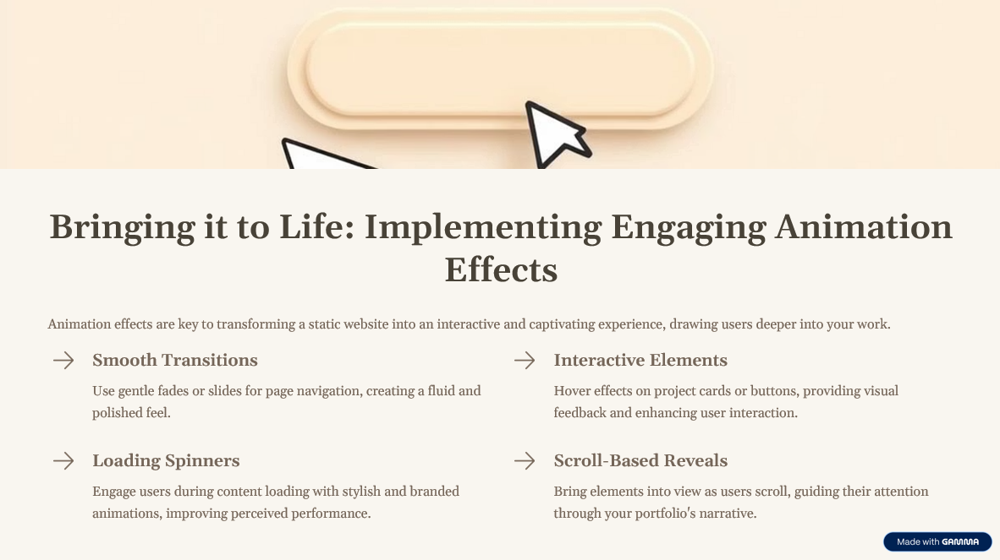 Bringing it to Life: Implementing Engaging Animation
Effects
Animation effects are key to transforming a static website into an interactive and captivating experience, drawing users deeper into your work.
Smooth Transitions
Use gentle fades or slides for page navigation, creating a fluid and
polished feel.
Interactive Elements
Hover effects on project cards or buttons, providing visual
feedback and enhancing user interaction.
Loading Spinners
Engage users during content loading with stylish and branded
animations, improving perceived performance.
Scroll-Based Reveals
Bring elements into view as users scroll, guiding their attention
through your portfolio's narrative.
Made with GAMMA